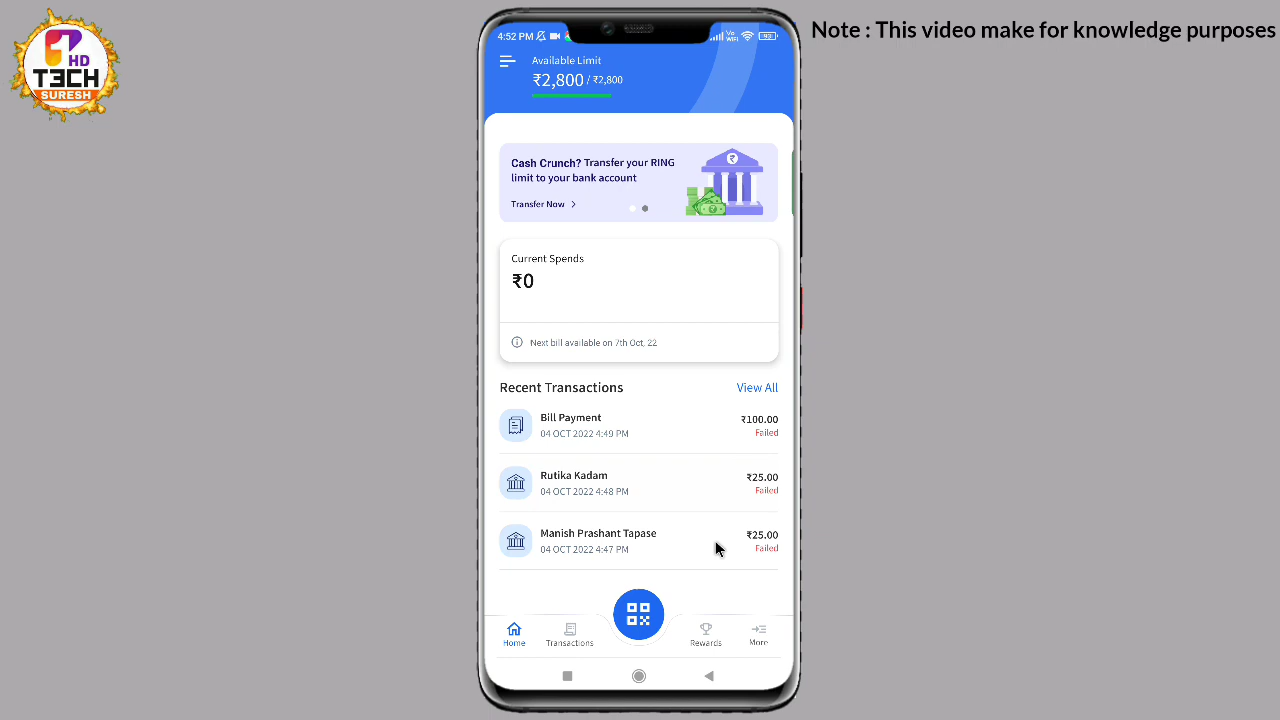 Note : This video make for knowledge purposes
HD
T3CH
SURESH
4:52 PM
Vo
WiFi
93
Available Limit
₹2,800 / ₹2,800
Cash Crunch? Transfer your RING
limit to your bank account
Transfer Now >
Current Spends
₹0
Next bill available on 7th Oct, 22
Recent Transactions
View All
Bill Payment
₹100.00
04 OCT 2022 4:49 PM
Failed
Rutika Kadam
₹25.00
04 OCT 2022 4:48 PM
Failed
Manish Prashant Tapase
₹25.00
04 OCT 2022 4:47 PM
Failed
Home
Transactions
Rewards
More